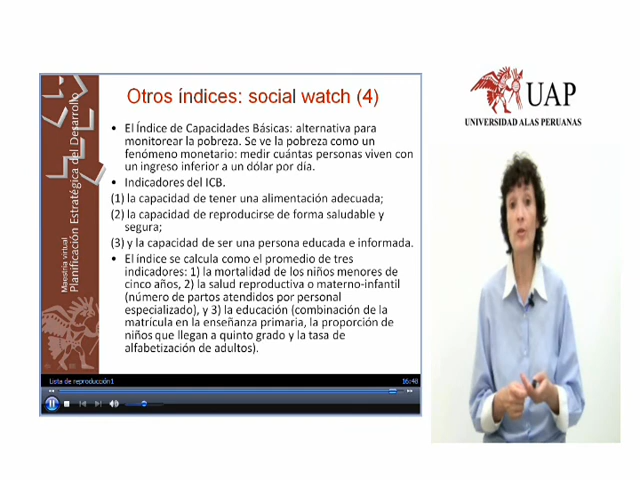 Otros índices: social watch (4)
• El Índice de Capacidades Básicas: alternativa para
monitorear la pobreza. Se ve la pobreza como un
fenómeno monetario: medir cuántas personas viven con
un ingreso inferior a un dólar por día.
• Indicadores del ICB.
(1) la capacidad de tener una alimentación adecuada;
(2) la capacidad de reproducirse de forma saludable y
segura;
(3) y la capacidad de ser una persona educada e informada.
• El índice se calcula como el promedio de tres
indicadores: 1) la mortalidad de los niños menores de
cinco años, 2) la salud reproductiva o materno-infantil
(número de partos atendidos por personal
especializado), y 3) la educación (combinación de la
matrícula en la enseñanza primaria, la proporción de
niños que llegan a quinto grado y la tasa de
alfabetización de adultos).
Maestría virtual
Planificación Estratégica del Desarrollo
Lista de reproducción1
16:48
UAP
UNIVERSIDAD ALAS PERUANAS